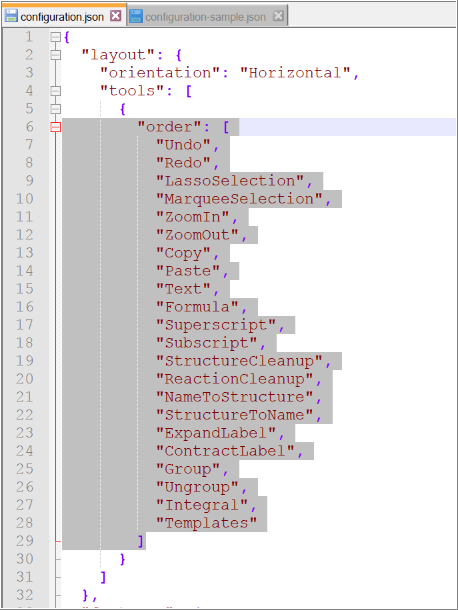 configuration.json configuration-sample.json
1 {
2 "layout": {
3 "orientation": "Horizontal",
4 "tools": [
5 {
6 "order": [
7 "Undo",
8 "Redo",
9 "LassoSelection",
10 "MarqueeSelection",
11 "ZoomIn",
12 "ZoomOut",
13 "Copy",
14 "Paste",
15 "Text",
16 "Formula",
17 "Superscript",
18 "Subscript",
19 "StructureCleanup",
20 "ReactionCleanup",
21 "NameToStructure",
22 "StructureToName",
23 "ExpandLabel",
24 "ContractLabel",
25 "Group",
26 "Ungroup",
27 "Integral",
28 "Templates"
29 ]
30 }
31 ]
32 },